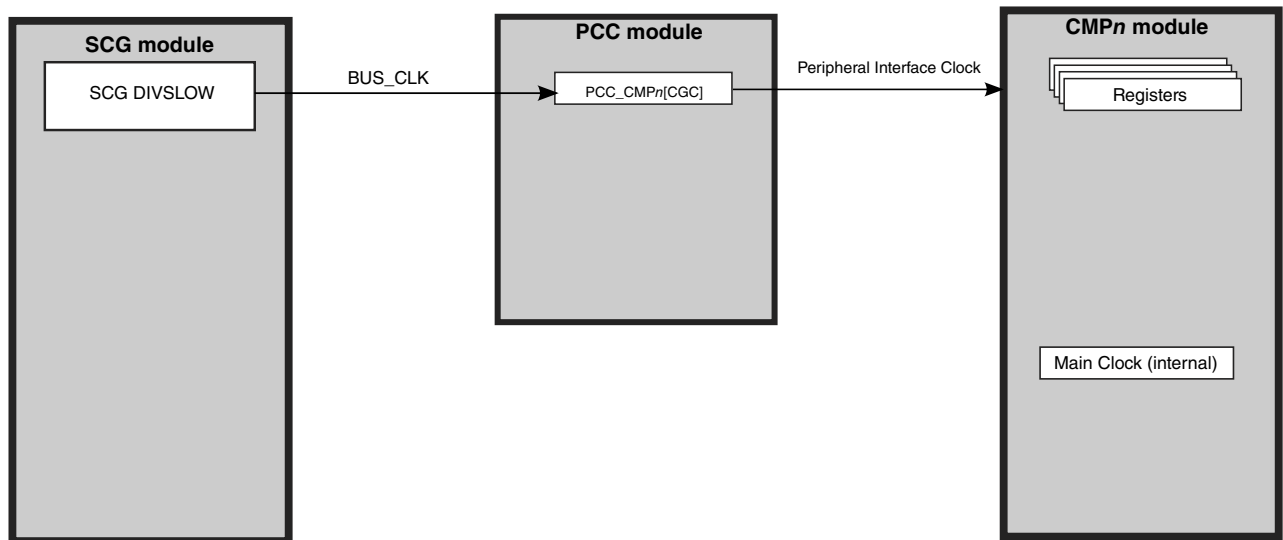 SCG module
SCG DIVSLOW
BUS_CLK
PCC module
PCC_CMPn[CGC]
Peripheral Interface Clock
CMPn module
Registers
Main Clock (internal)